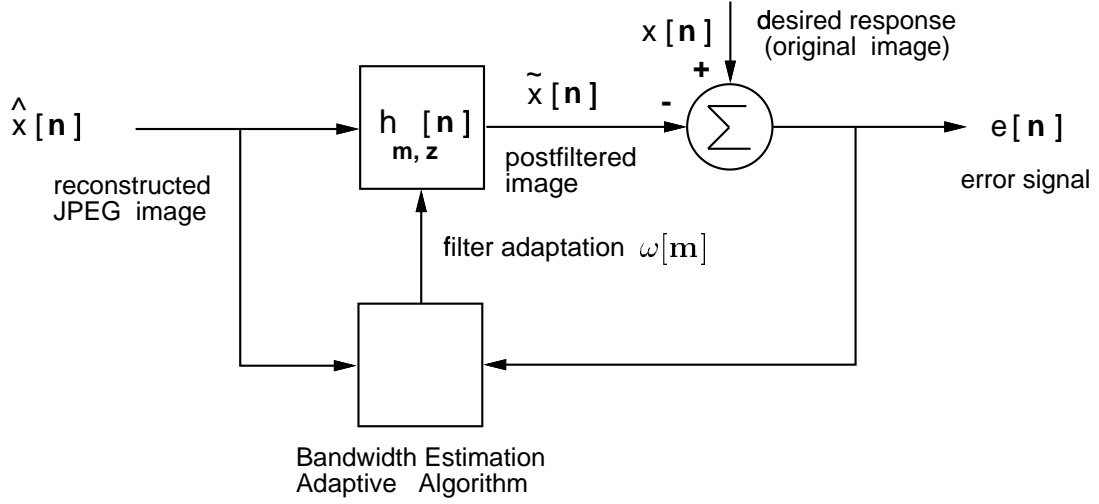 x̂ [n]
reconstructed
JPEG image
h [n]
m, z
x̃ [n]
postfiltered
image
x [n]
desired response
(original image)
+
-
Σ
e [n]
error signal
filter adaptation ω[m]
Bandwidth Estimation
Adaptive Algorithm